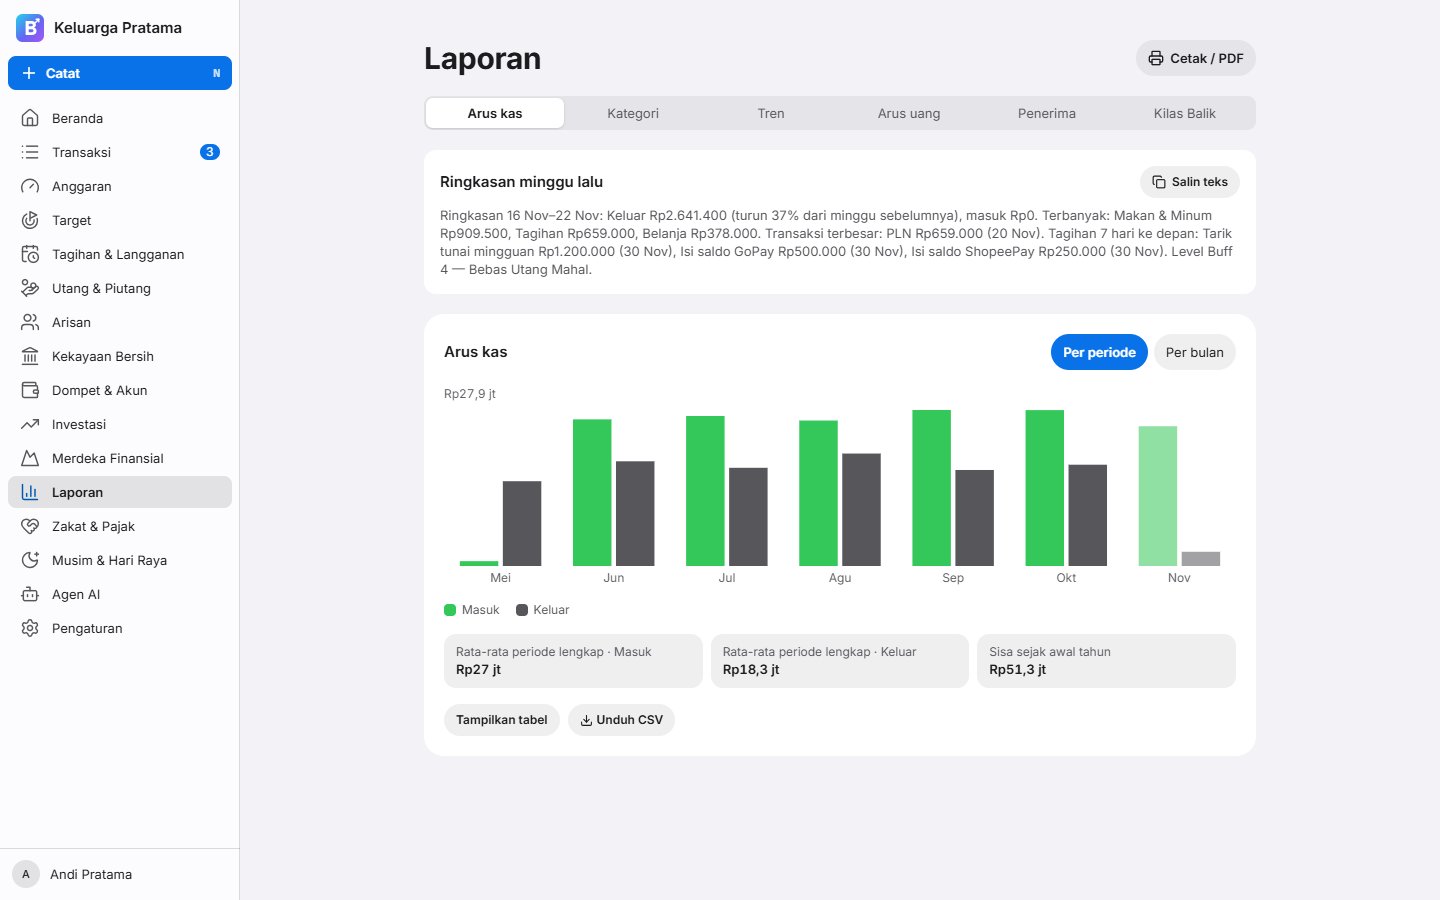 Keluarga Pratama
Catat N
Beranda
Transaksi 3
Anggaran
Target
Tagihan & Langganan
Utang & Piutang
Arisan
Kekayaan Bersih
Dompet & Akun
Investasi
Merdeka Finansial
Laporan
Zakat & Pajak
Musim & Hari Raya
Agen AI
Pengaturan
A Andi Pratama
Laporan
Cetak / PDF
Arus kas Kategori Tren Arus uang Penerima Kilas Balik
Ringkasan minggu lalu
Salin teks
Ringkasan 16 Nov–22 Nov: Keluar Rp2.641.400 (turun 37% dari minggu sebelumnya), masuk Rp0. Terbanyak: Makan & Minum
Rp909.500, Tagihan Rp659.000, Belanja Rp378.000. Transaksi terbesar: PLN Rp659.000 (20 Nov). Tagihan 7 hari ke depan: Tarik
tunai mingguan Rp1.200.000 (30 Nov), Isi saldo GoPay Rp500.000 (30 Nov), Isi saldo ShopeePay Rp250.000 (30 Nov). Level Buff
4 — Bebas Utang Mahal.
Arus kas
Per periode Per bulan
Rp27,9 jt
Mei Jun Jul Agu Sep Okt Nov
Masuk Keluar
Rata-rata periode lengkap · Masuk
Rp27 jt
Rata-rata periode lengkap · Keluar
Rp18,3 jt
Sisa sejak awal tahun
Rp51,3 jt
Tampilkan tabel Unduh CSV